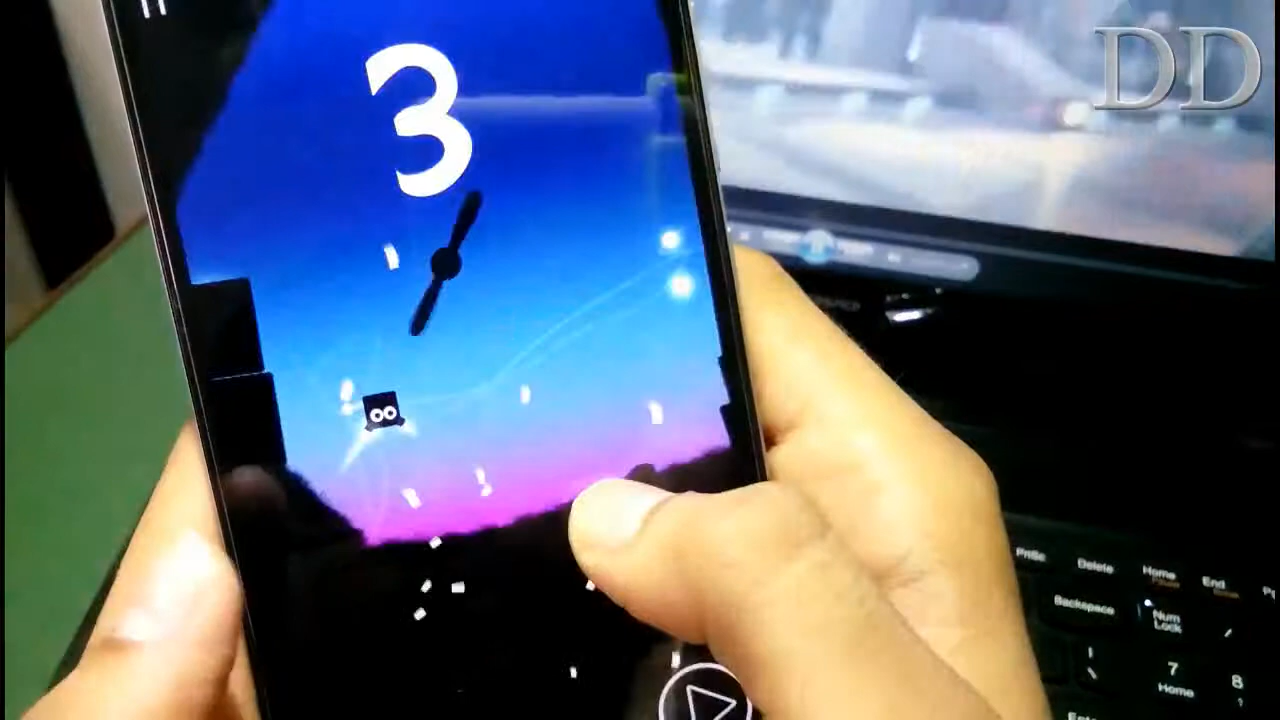 3
DD
PrtSc Delete Home End
Backspace Num Lock /
| \ 7 Home 8